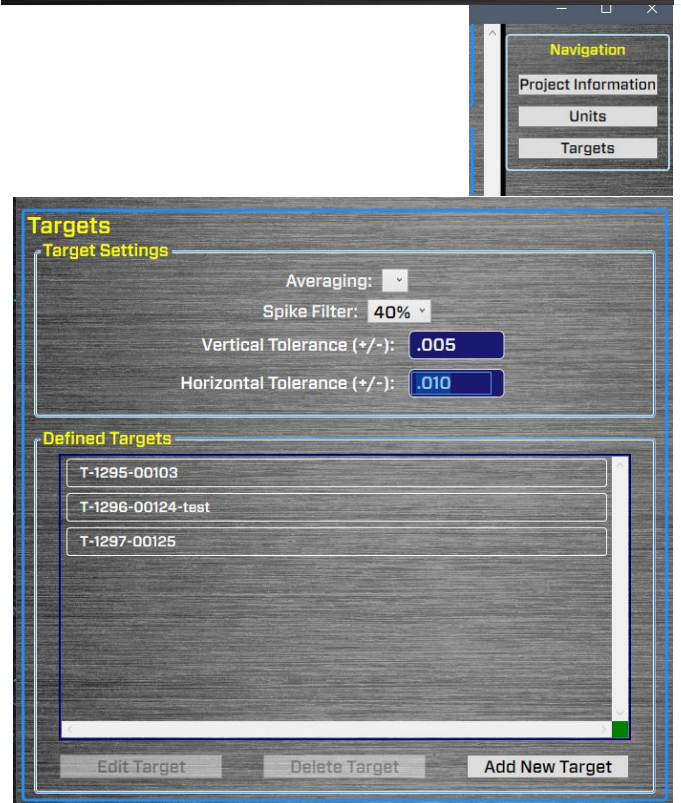 Navigation
Project Information
Units
Targets
Targets
Target Settings
Averaging:
Spike Filter: 40%
Vertical Tolerance (+/-): .005
Horizontal Tolerance (+/-): .010
Defined Targets
T-1295-00103
T-1296-00124-test
T-1297-00125
Edit Target Delete Target Add New Target